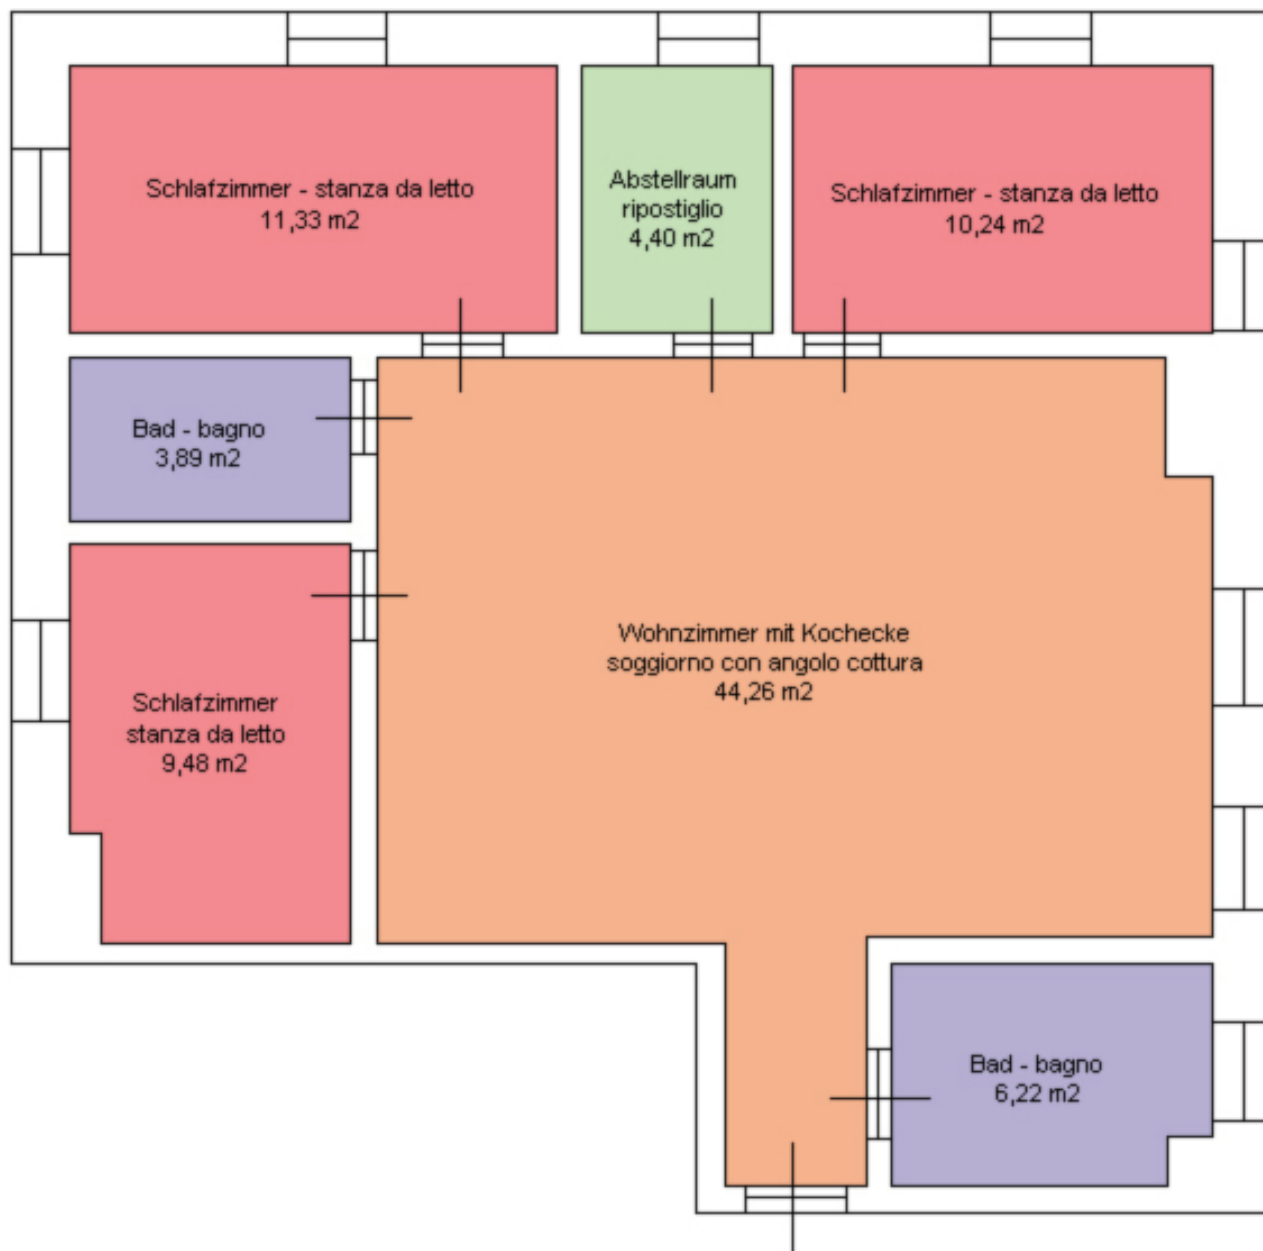 Schlafzimmer - stanza da letto
11,33 m2
Abstellraum
ripostiglio
4,40 m2
Schlafzimmer - stanza da letto
10,24 m2
Bad - bagno
3,89 m2
Wohnzimmer mit Kochecke
soggiorno con angolo cottura
44,26 m2
Schlafzimmer
stanza da letto
9,48 m2
Bad - bagno
6,22 m2